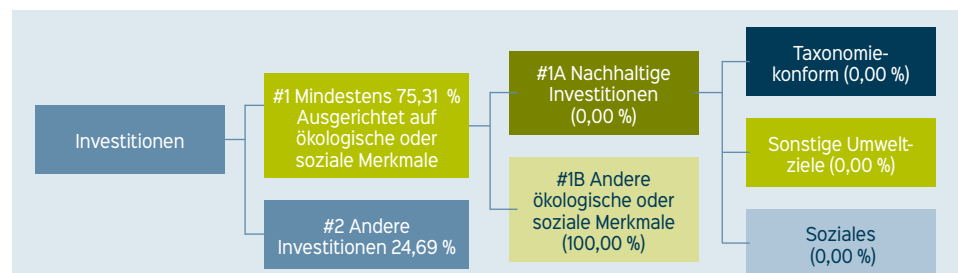 Investitionen
#1 Mindestens 75,31 %
Ausgerichtet auf
ökologische oder
soziale Merkmale
#2 Andere
Investitionen 24,69 %
#1A Nachhaltige
Investitionen
(0,00 %)
#1B Andere
ökologische oder
soziale Merkmale
(100,00 %)
Taxonomie-
konform (0,00 %)
Sonstige Umwelt-
ziele (0,00 %)
Soziales
(0,00 %)